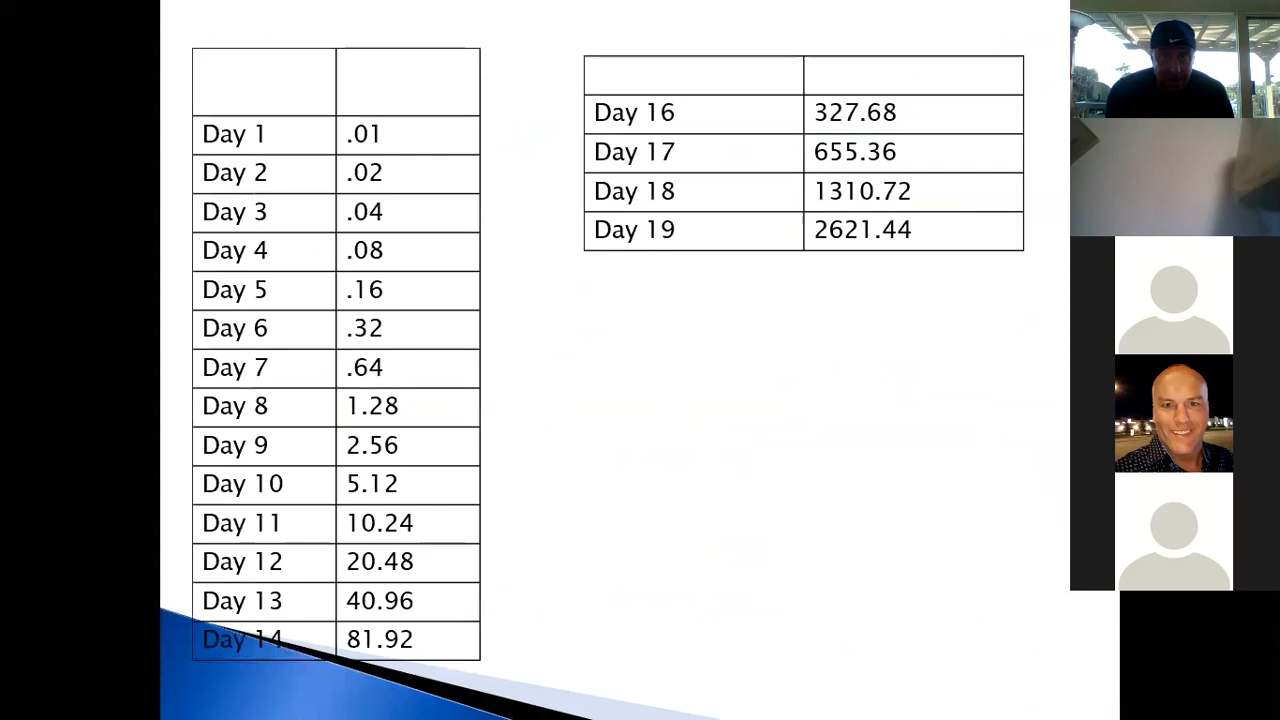 Day 1 .01
Day 2 .02
Day 3 .04
Day 4 .08
Day 5 .16
Day 6 .32
Day 7 .64
Day 8 1.28
Day 9 2.56
Day 10 5.12
Day 11 10.24
Day 12 20.48
Day 13 40.96
Day 14 81.92
Day 16 327.68
Day 17 655.36
Day 18 1310.72
Day 19 2621.44